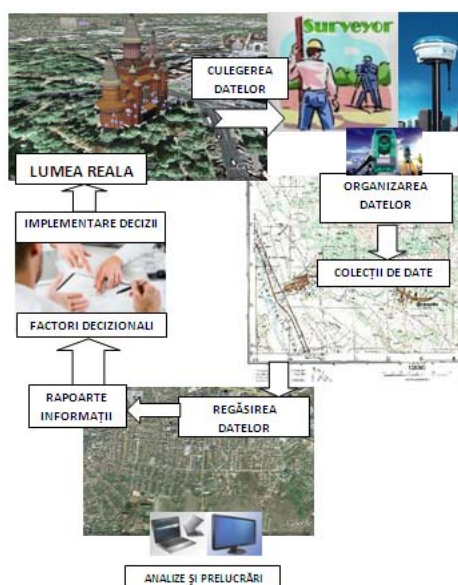 Surveyor
CULEGEREA
DATELOR
LUMEA REALA
ORGANIZAREA
DATELOR
IMPLEMENTARE DECIZII
COLECȚII DE DATE
FACTORI DECIZIONALI
RAPOARTE
INFORMAȚII
REGĂSIREA
DATELOR
ANALIZE ȘI PRELUCRĂRI